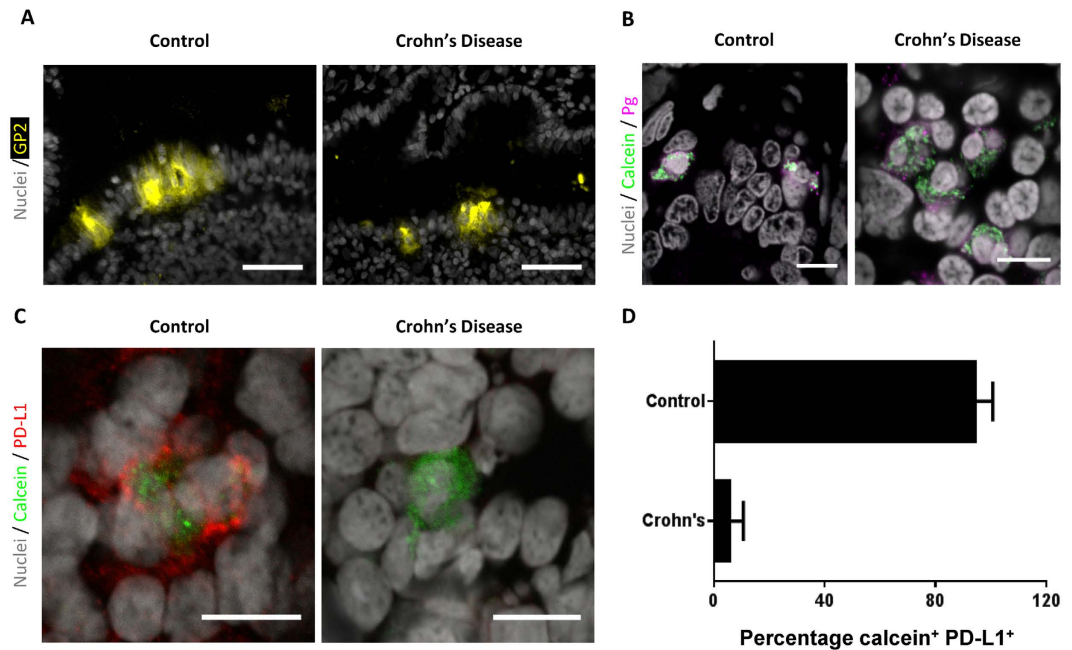 A
Control
Crohn's Disease
Nuclei / GP2
B
Control
Crohn's Disease
Nuclei / Calcein / Pg
C
Control
Crohn's Disease
Nuclei / Calcein / PD-L1
D
Control
Crohn's
0 40 80 120
Percentage calcein⁺ PD-L1⁺